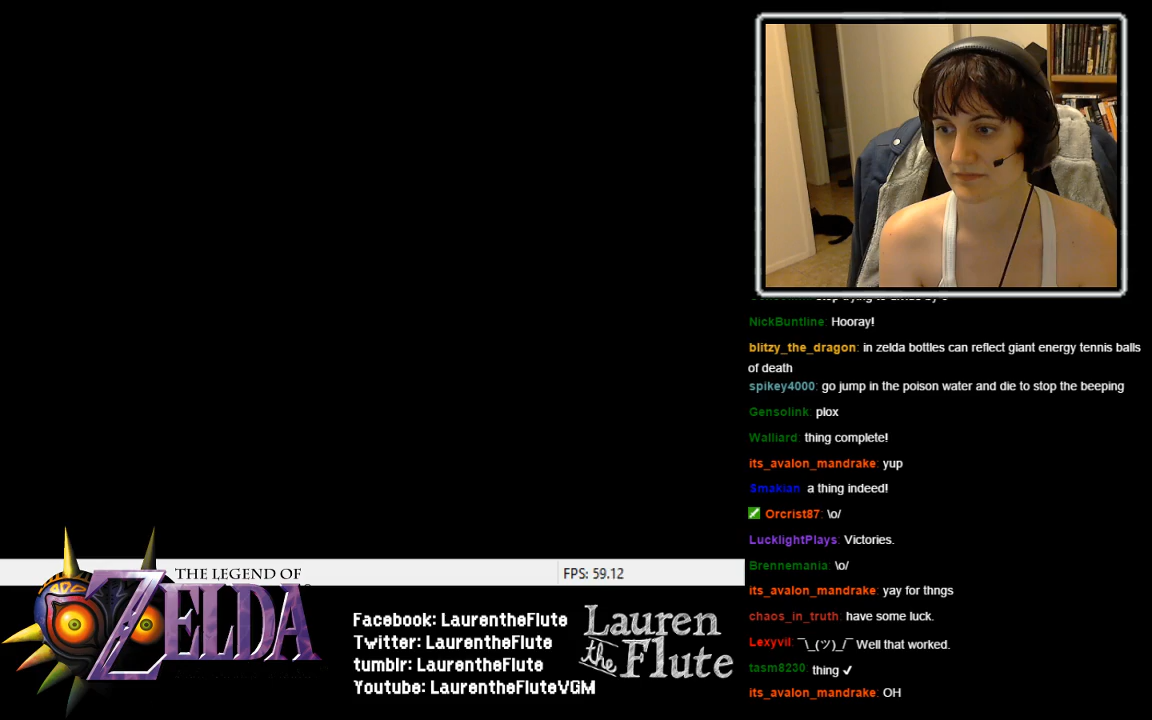 NickBuntline: Hooray!
blitzy_the_dragon: in zelda bottles can reflect giant energy tennis balls
of death
spikey4000: go jump in the poison water and die to stop the beeping
Gensolink: plox
Walliard: thing complete!
its_avalon_mandrake: yup
Smakian: a thing indeed!
Orcrist87: \o/
LucklightPlays: Victories.
Brennemania: \o/
its_avalon_mandrake: yay for thngs
chaos_in_truth: have some luck.
Lexyvil: ¯\_(ツ)_/¯ Well that worked.
tasm8230: thing ✓
its_avalon_mandrake: OH
FPS: 59.12
THE LEGEND OF
ZELDA
Facebook: LaurentheFlute
Twitter: LaurentheFlute
tumblr: LaurentheFlute
Youtube: LaurentheFluteVGM
Lauren
the Flute